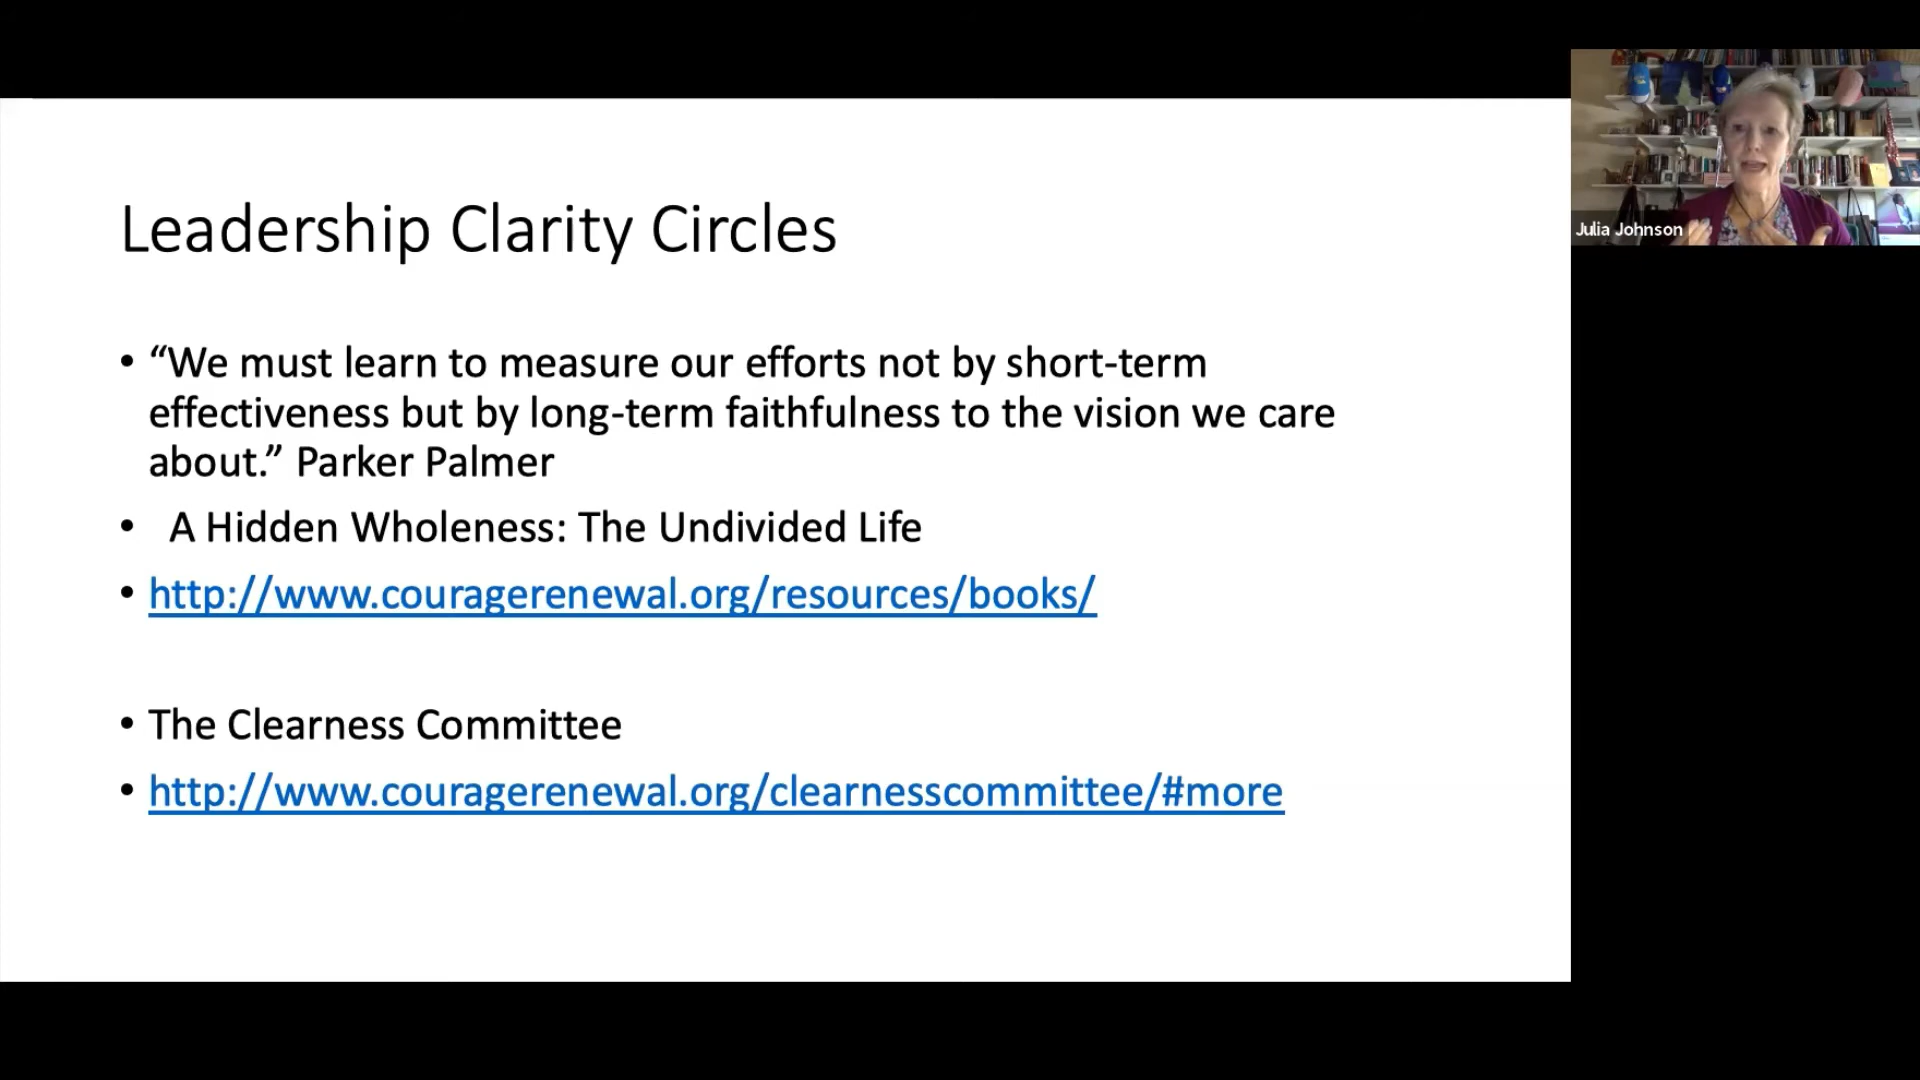 Leadership Clarity Circles
• “We must learn to measure our efforts not by short-term
effectiveness but by long-term faithfulness to the vision we care
about.” Parker Palmer
• A Hidden Wholeness: The Undivided Life
• http://www.couragerenewal.org/resources/books/
• The Clearness Committee
• http://www.couragerenewal.org/clearnesscommittee/#more
Julia Johnson